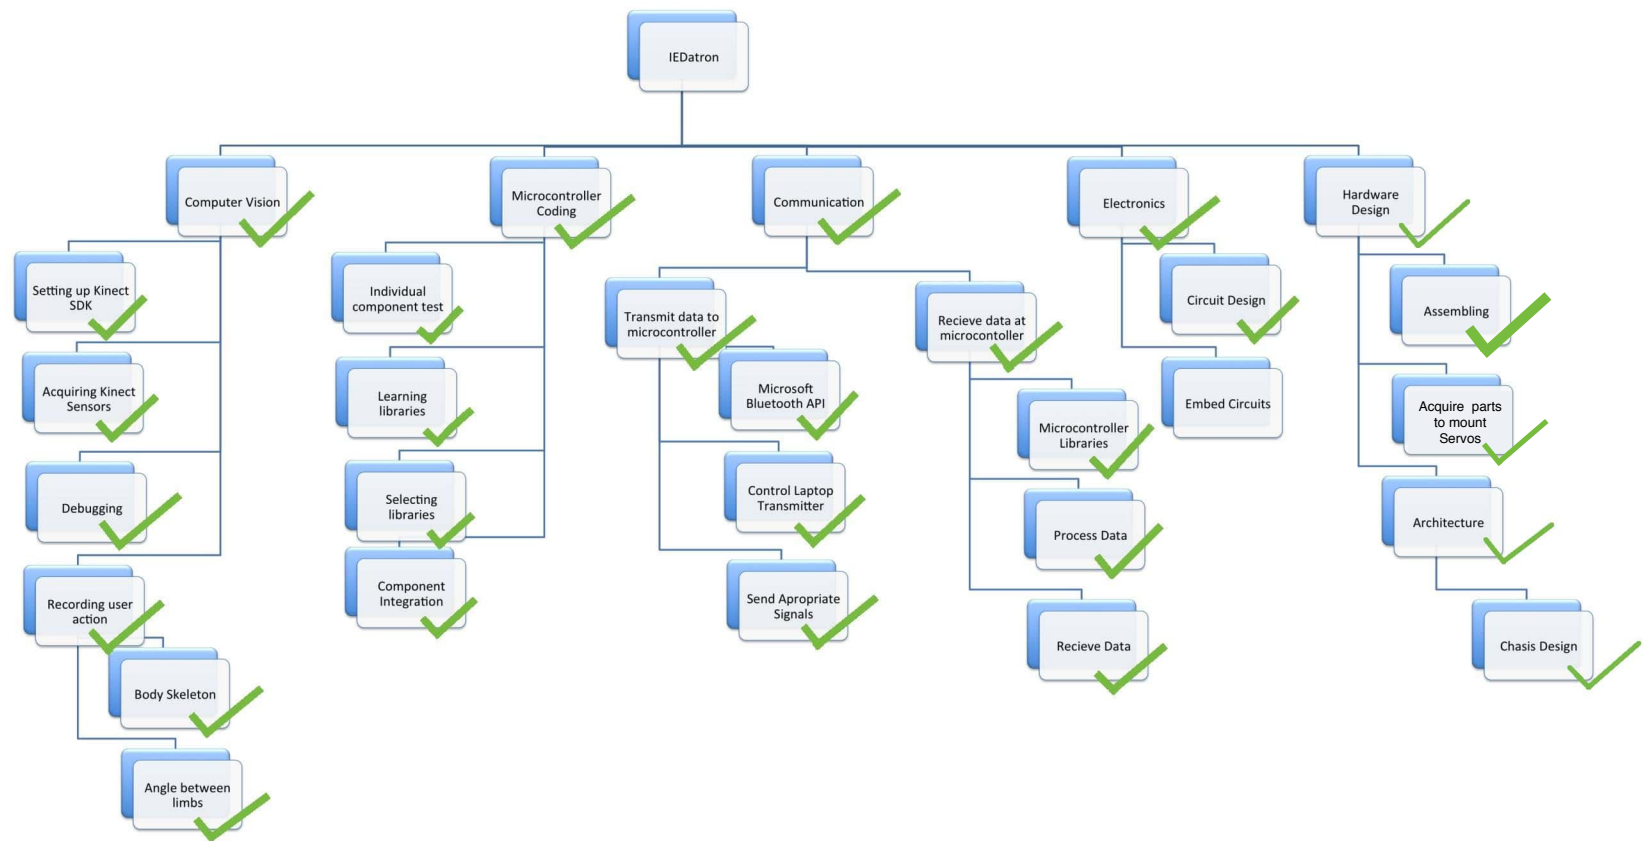 IEDatron
Computer Vision
Microcontroller
Coding
Communication
Electronics
Hardware
Design
Setting up Kinect
SDK
Acquiring Kinect
Sensors
Debugging
Recording user
action
Body Skeleton
Angle between
limbs
Individual
component test
Learning
libraries
Selecting
libraries
Component
Integration
Transmit data to
microcontroller
Microsoft
Bluetooth API
Control Laptop
Transmitter
Send Apropriate
Signals
Recieve data at
microcontoller
Microcontroller
Libraries
Process Data
Recieve Data
Circuit Design
Embed Circuits
Assembling
Acquire parts
to mount
Servos
Architecture
Chasis Design